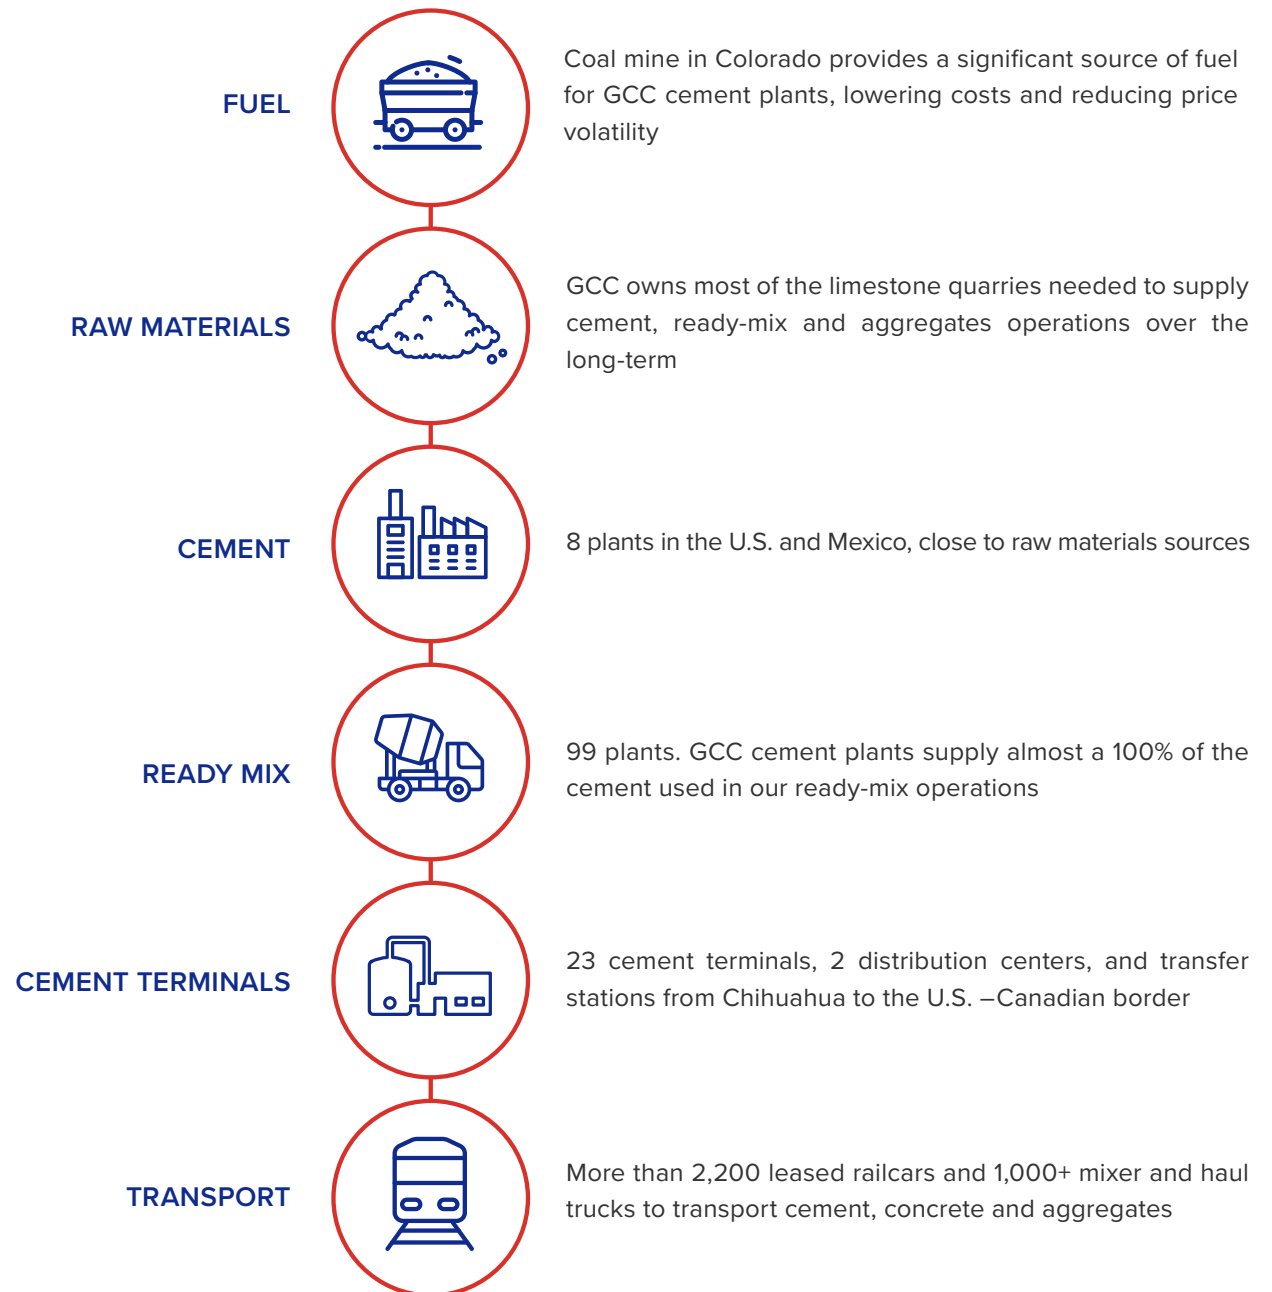 FUEL
Coal mine in Colorado provides a significant source of fuel
for GCC cement plants, lowering costs and reducing price
volatility
RAW MATERIALS
GCC owns most of the limestone quarries needed to supply
cement, ready-mix and aggregates operations over the
long-term
CEMENT
8 plants in the U.S. and Mexico, close to raw materials sources
READY MIX
99 plants. GCC cement plants supply almost a 100% of the
cement used in our ready-mix operations
CEMENT TERMINALS
23 cement terminals, 2 distribution centers, and transfer
stations from Chihuahua to the U.S. –Canadian border
TRANSPORT
More than 2,200 leased railcars and 1,000+ mixer and haul
trucks to transport cement, concrete and aggregates